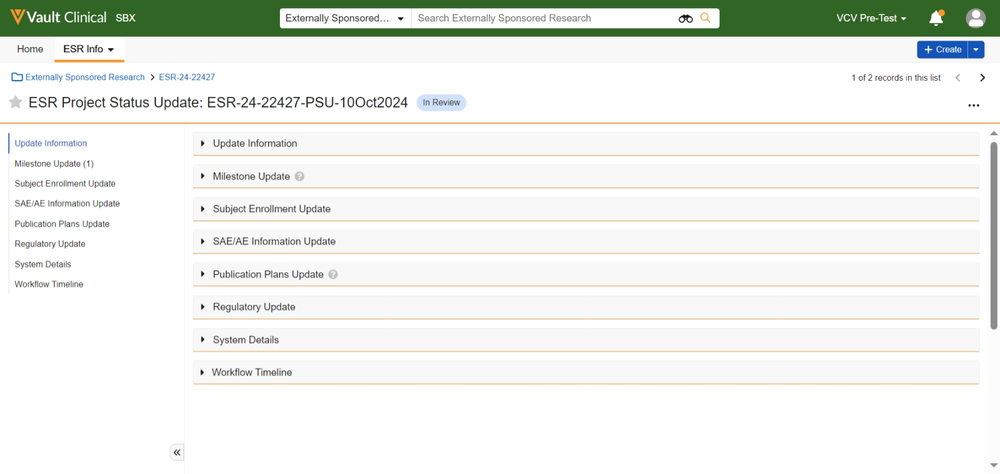 Vault Clinical SBX
Externally Sponsored... Search Externally Sponsored Research
VCV Pre-Test
Home ESR Info
+ Create
Externally Sponsored Research > ESR-24-22427
1 of 2 records in this list
ESR Project Status Update: ESR-24-22427-PSU-10Oct2024 In Review
Update Information
Milestone Update (1)
Subject Enrollment Update
SAE/AE Information Update
Publication Plans Update
Regulatory Update
System Details
Workflow Timeline
Update Information
Milestone Update ?
Subject Enrollment Update
SAE/AE Information Update
Publication Plans Update ?
Regulatory Update
System Details
Workflow Timeline